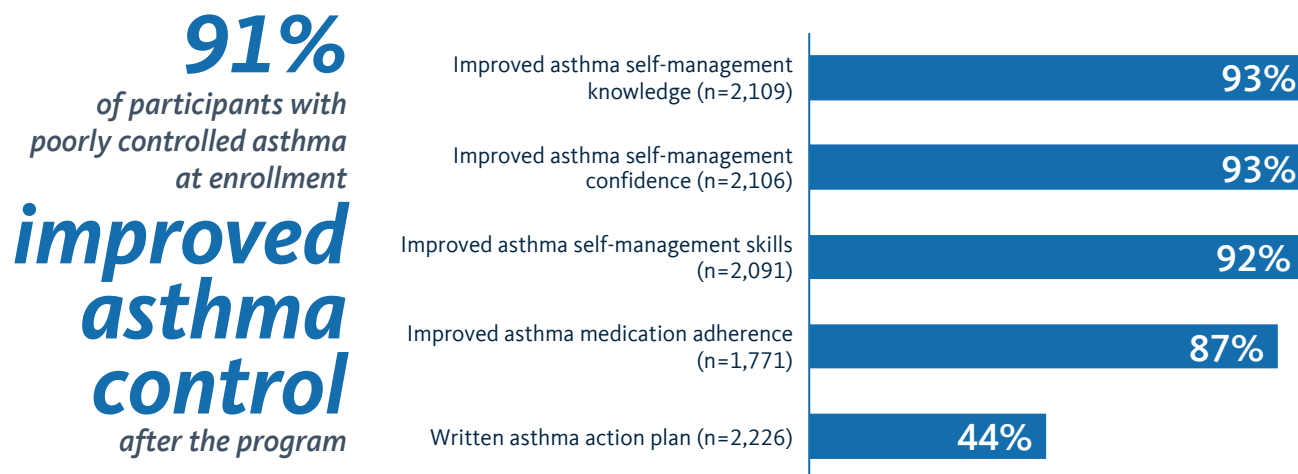 91%
of participants with
poorly controlled asthma
at enrollment
improved
asthma
control
after the program
Improved asthma self-management
knowledge (n=2,109)
93%
Improved asthma self-management
confidence (n=2,106)
93%
Improved asthma self-management skills
(n=2,091)
92%
Improved asthma medication adherence
(n=1,771)
87%
Written asthma action plan (n=2,226)
44%